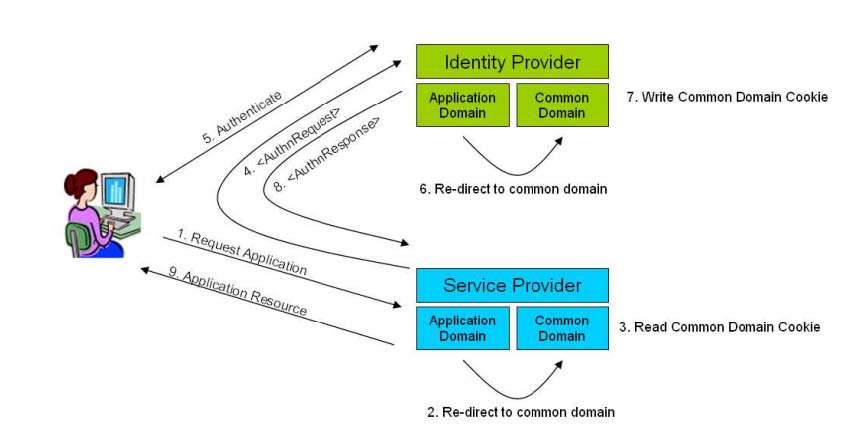 Identity Provider
Application
Domain
Common
Domain
7. Write Common Domain Cookie
5. Authenticate
4. <AuthnRequest>
8. <AuthnResponse>
6. Re-direct to common domain
1. Request Application
9. Application Resource
Service Provider
Application
Domain
Common
Domain
3. Read Common Domain Cookie
2. Re-direct to common domain